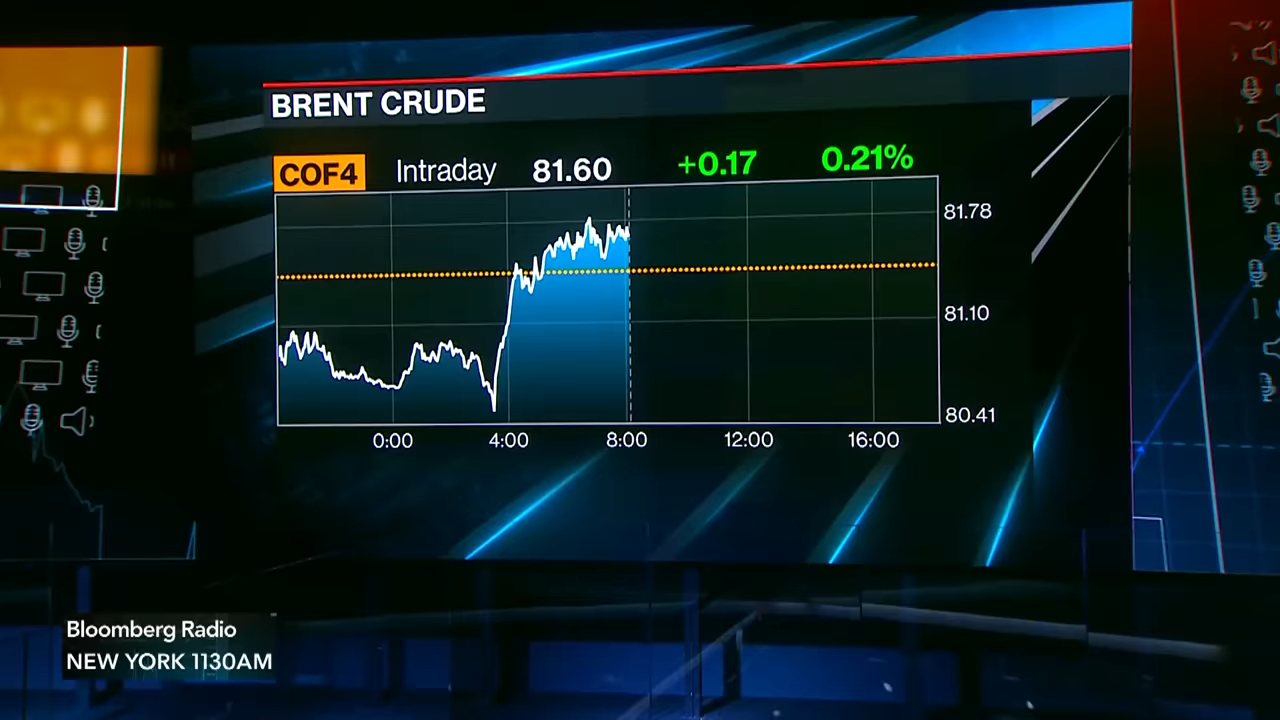 BRENT CRUDE
COF4 Intraday 81.60 +0.17 0.21%
81.78
81.10
80.41
0:00 4:00 8:00 12:00 16:00
Bloomberg Radio
NEW YORK 1130AM